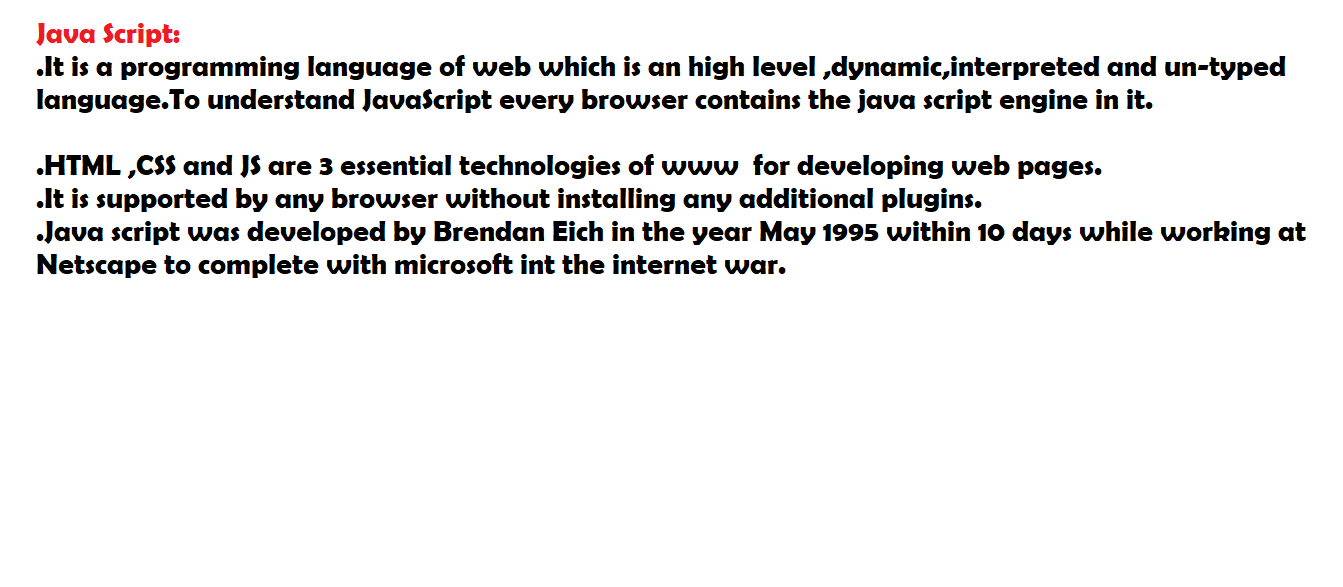 Java Script:
.It is a programming language of web which is an high level ,dynamic,interpreted and un-typed
language.To understand JavaScript every browser contains the java script engine in it.
.HTML ,CSS and JS are 3 essential technologies of www  for developing web pages.
.It is supported by any browser without installing any additional plugins.
.Java script was developed by Brendan Eich in the year May 1995 within 10 days while working at
Netscape to complete with microsoft int the internet war.